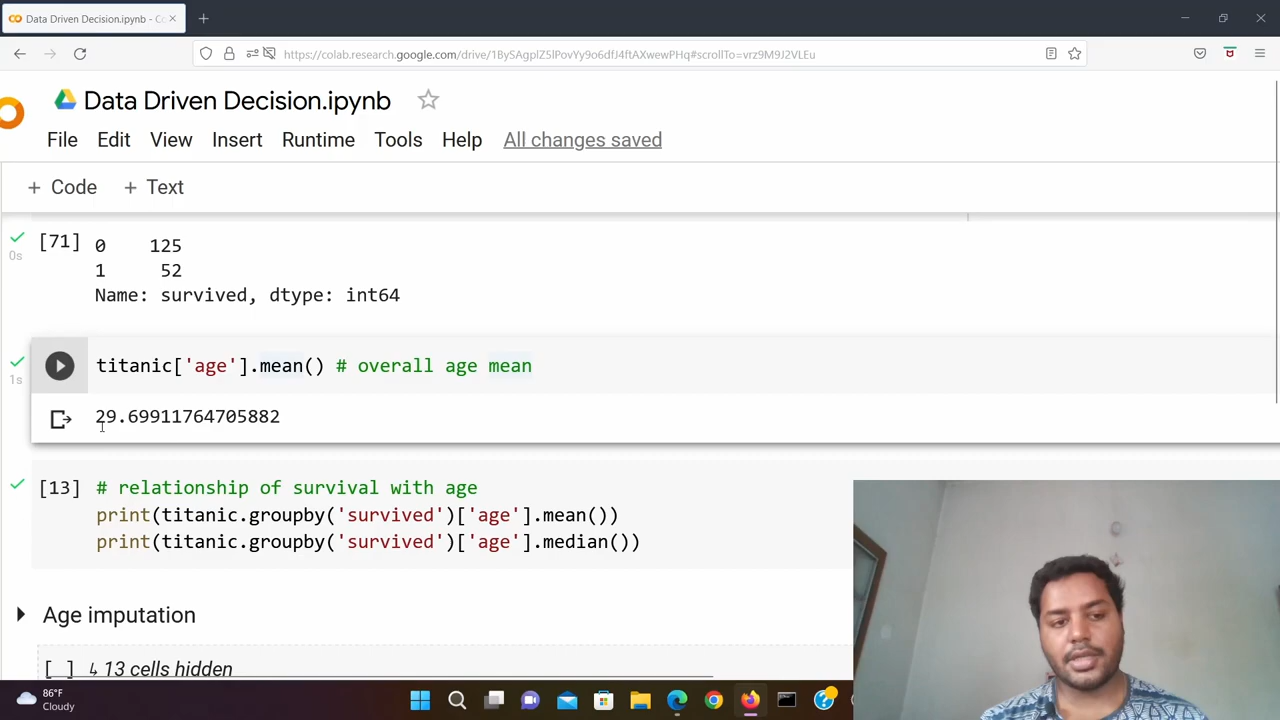 Data Driven Decision.ipynb - Co
https://colab.research.google.com/drive/1BySAgplZ5lPovYy9o6dfJ4ftAXwewPHq#scrollTo=vrz9M9J2VLEu
Data Driven Decision.ipynb
File Edit View Insert Runtime Tools Help All changes saved
+ Code + Text
[71] 0 125
0s
1 52
Name: survived, dtype: int64
titanic['age'].mean() # overall age mean
1s
29.69911764705882
[13] # relationship of survival with age
print(titanic.groupby('survived')['age'].mean())
print(titanic.groupby('survived')['age'].median())
Age imputation
[ ] ↳ 13 cells hidden
86°F
Cloudy